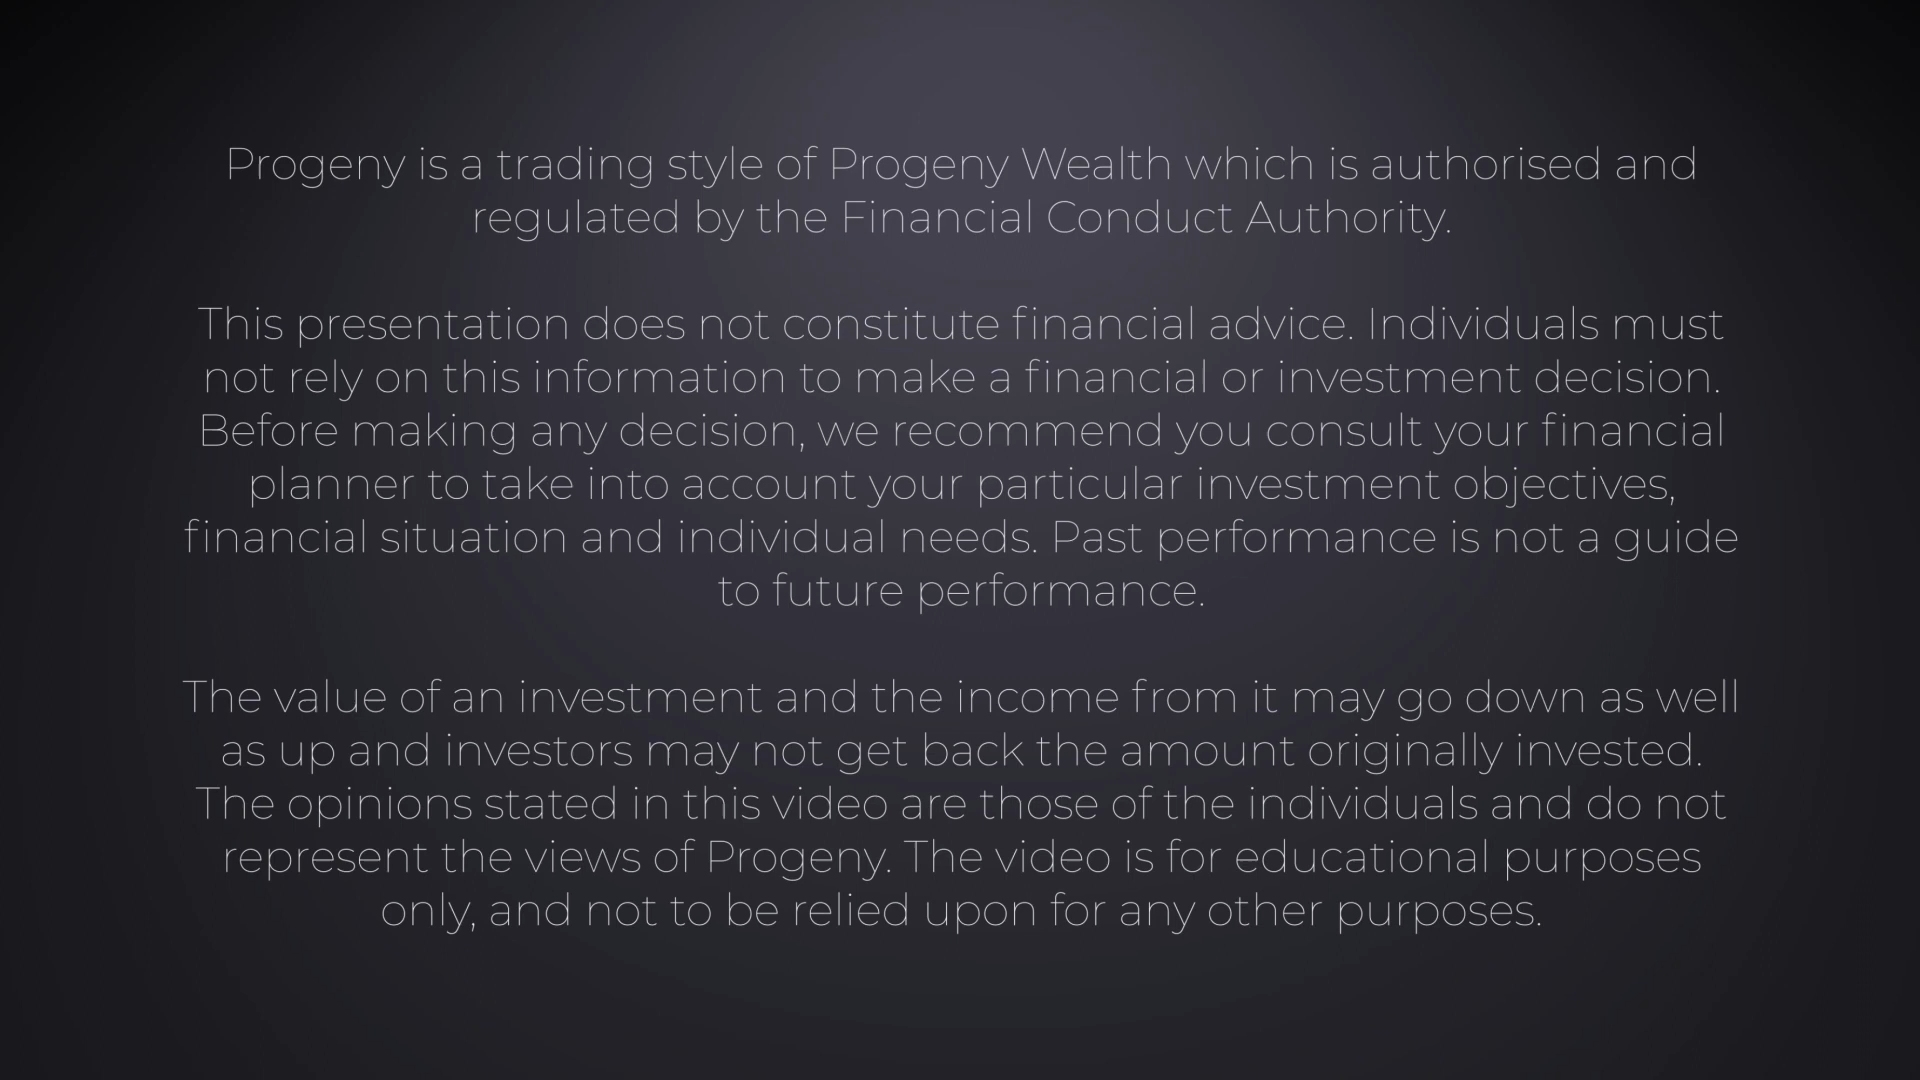 Progeny is a trading style of Progeny Wealth which is authorised and
regulated by the Financial Conduct Authority.
This presentation does not constitute financial advice. Individuals must
not rely on this information to make a financial or investment decision.
Before making any decision, we recommend you consult your financial
planner to take into account your particular investment objectives,
financial situation and individual needs. Past performance is not a guide
to future performance.
The value of an investment and the income from it may go down as well
as up and investors may not get back the amount originally invested.
The opinions stated in this video are those of the individuals and do not
represent the views of Progeny. The video is for educational purposes
only, and not to be relied upon for any other purposes.